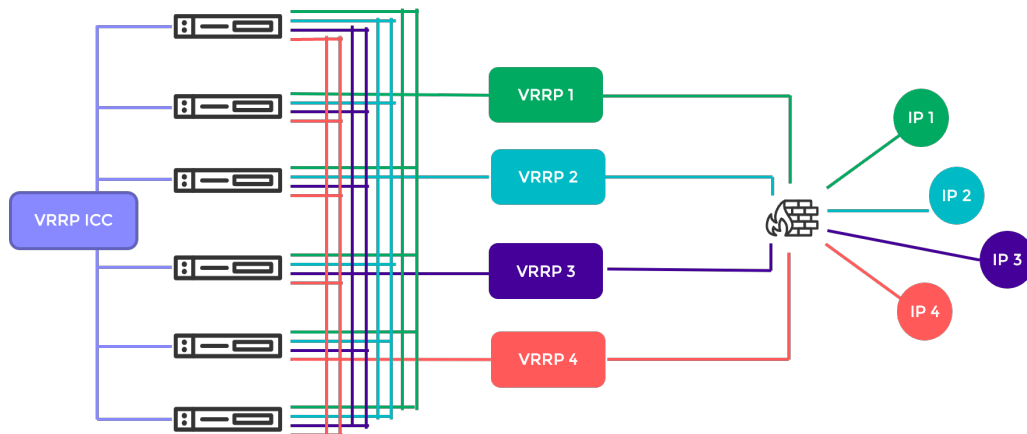 VRRP ICC
VRRP 1
VRRP 2
VRRP 3
VRRP 4
IP 1
IP 2
IP 3
IP 4